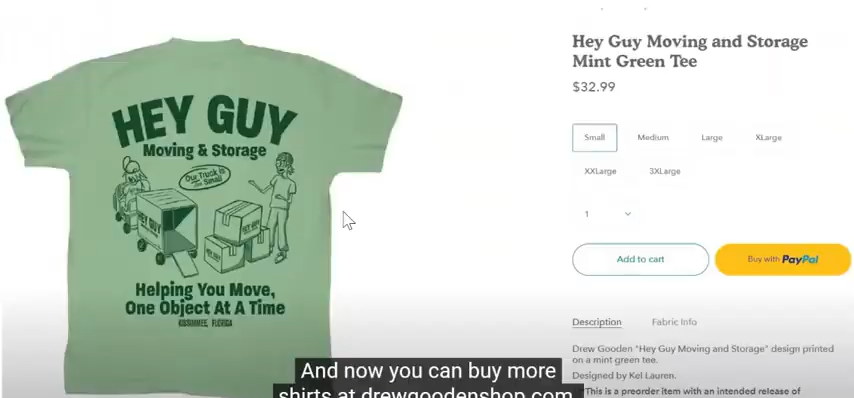 Hey Guy Moving and Storage
Mint Green Tee
$32.99
Small
Medium
Large
XLarge
XXLarge
3XLarge
1
Add to cart
Buy with PayPal
Description
Fabric Info
Drew Gooden "Hey Guy Moving and Storage" design printed
on a mint green tee.
Designed by Kel Lauren.
*This is a preorder item with an intended release of
HEY GUY
Moving & Storage
Our Truck is
Small
HEY GUY
Helping You Move,
One Object At A Time
KISSIMMEE, FLORIDA
And now you can buy more
shirts at drewgoodenshop.com